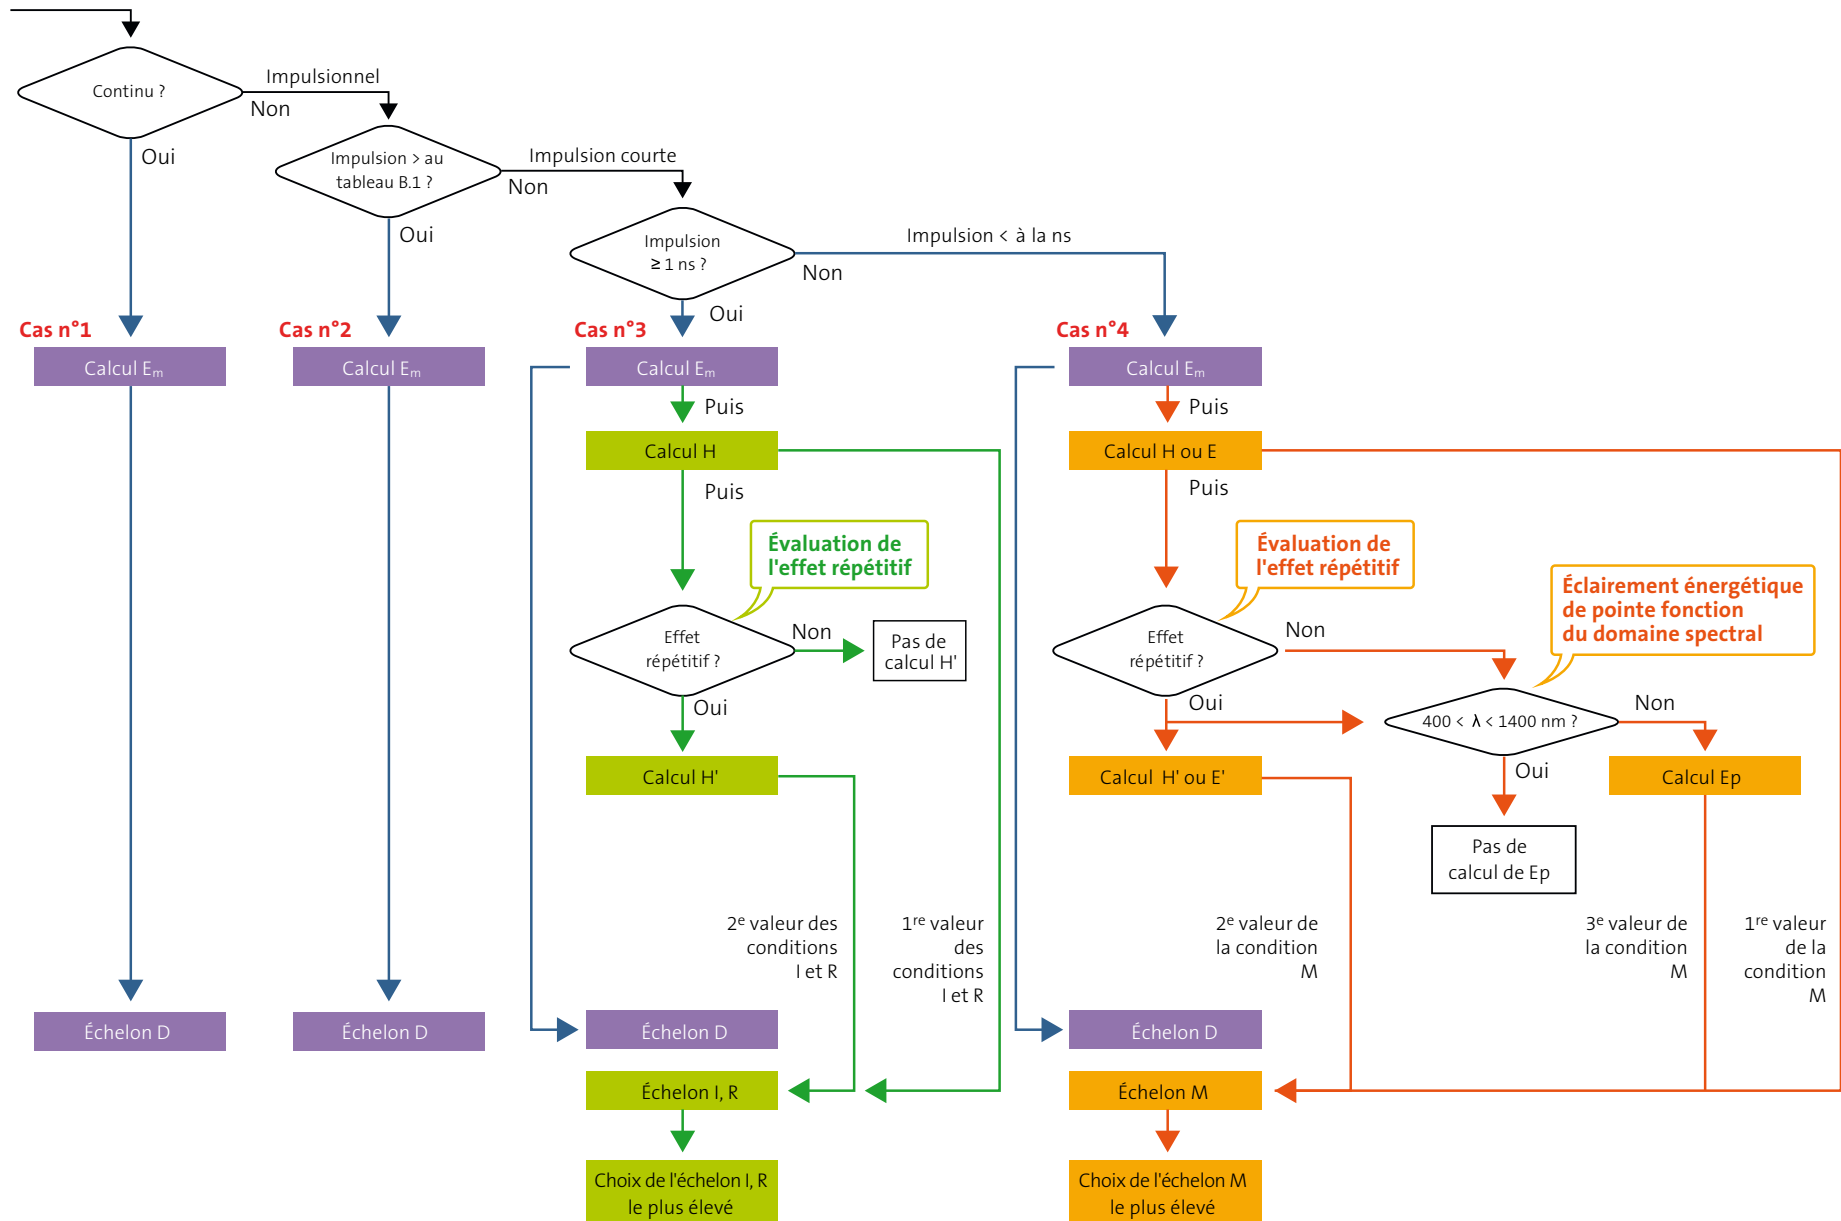 Continu ?
Impulsionnel
Non
Oui
Impulsion > au
tableau B.1 ?
Impulsion courte
Non
Oui
Impulsion
≥ 1 ns ?
Impulsion < à la ns
Non
Oui
Cas n°1
Calcul Em
Échelon D
Cas n°2
Calcul Em
Échelon D
Cas n°3
Calcul Em
Puis
Calcul H
Puis
Évaluation de
l'effet répétitif
Effet
répétitif ?
Non
Pas de
calcul H'
Oui
Calcul H'
2e valeur des
conditions
I et R
1re valeur
des
conditions
I et R
Échelon D
Échelon I, R
Choix de l'échelon I, R
le plus élevé
Cas n°4
Calcul Em
Puis
Calcul H ou E
Puis
Évaluation de
l'effet répétitif
Effet
répétitif ?
Non
Oui
Éclairement énergétique
de pointe fonction
du domaine spectral
400 < λ < 1400 nm ?
Non
Oui
Calcul H' ou E'
Calcul Ep
Pas de
calcul de Ep
2e valeur de
la condition
M
3e valeur de
la condition
M
1re valeur
de la
condition
M
Échelon D
Échelon M
Choix de l'échelon M
le plus élevé